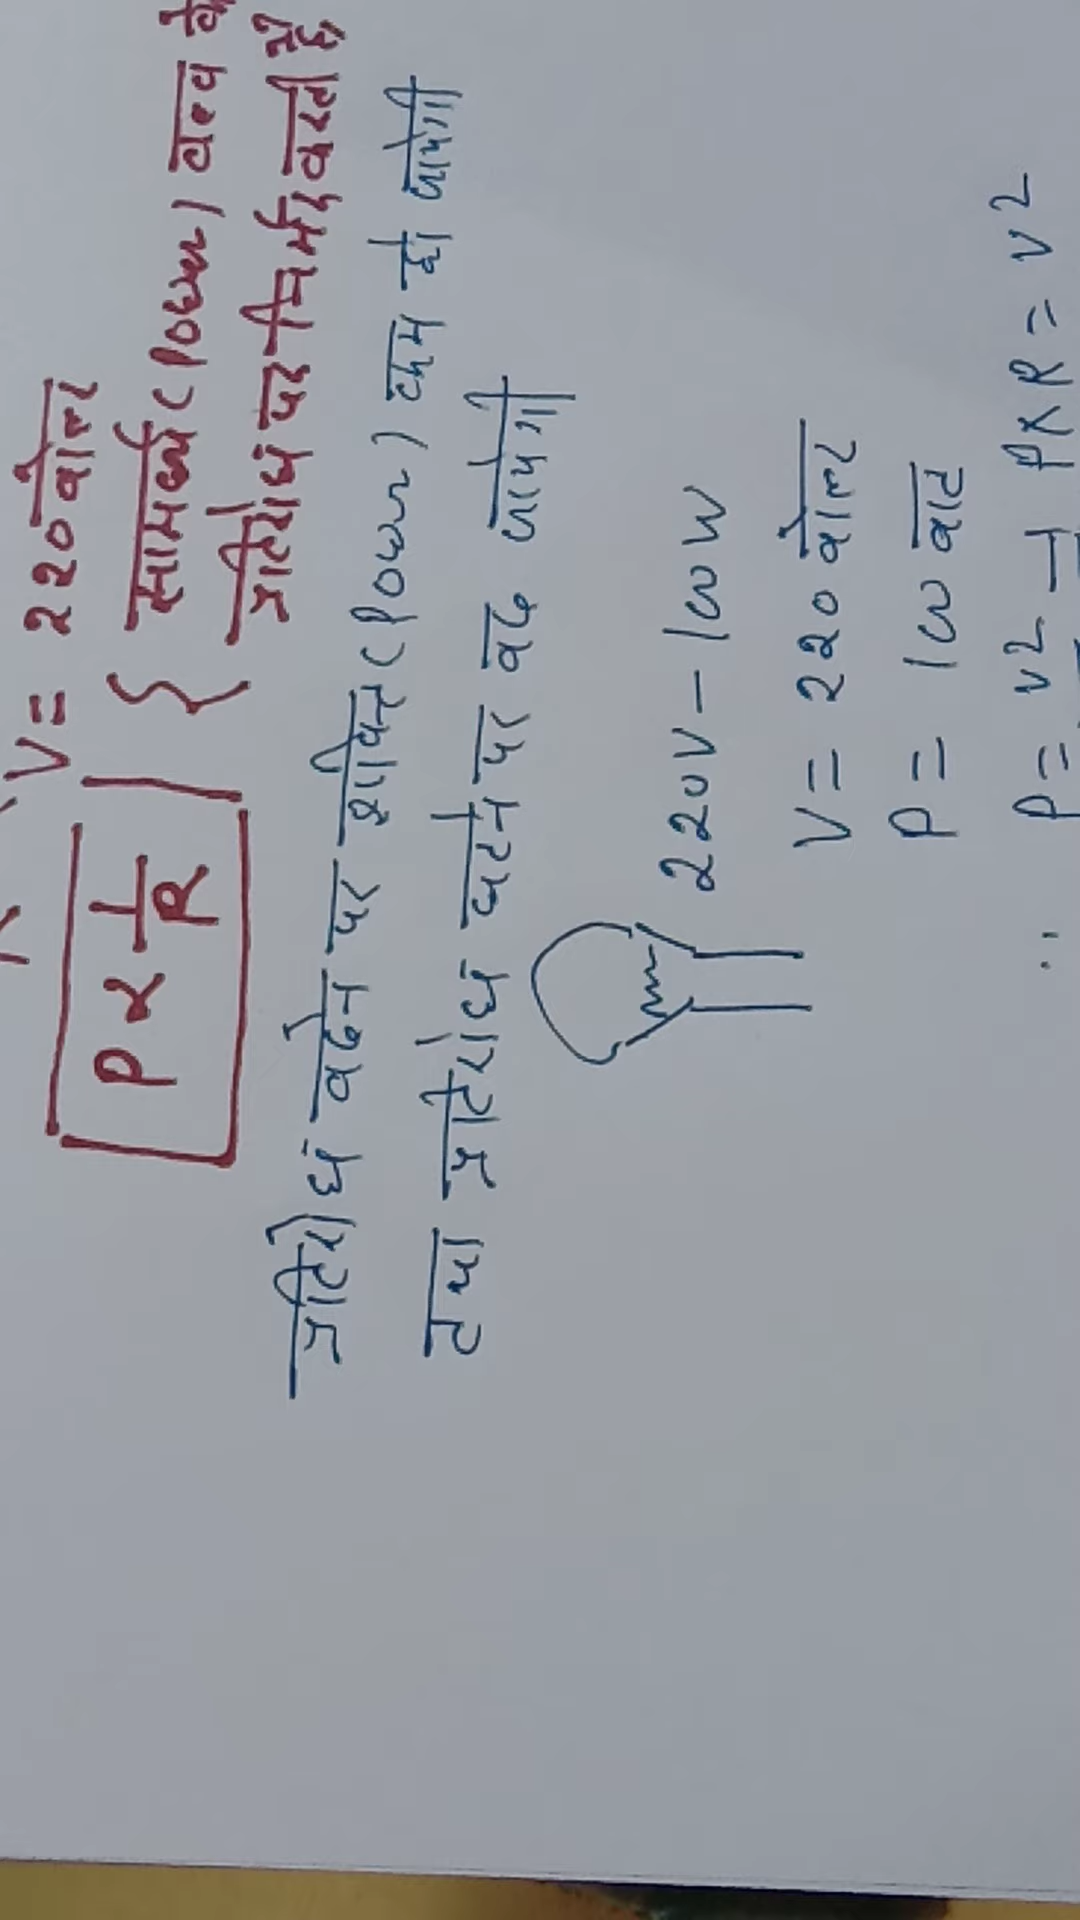 V = 220 वोल्ट
P ∝ 1/R { सामर्थ्य (Power) बल्व के
प्रतिरोध पर निर्भर करती है
प्रतिरोध बढ़ने पर शक्ति (Power) कम हो जायेगी
तथा प्रतिरोध घटने पर बढ़ जायेगी
220V - 100W
V = 220 वोल्ट
P = 100 वाट
P = V² P×R = V²